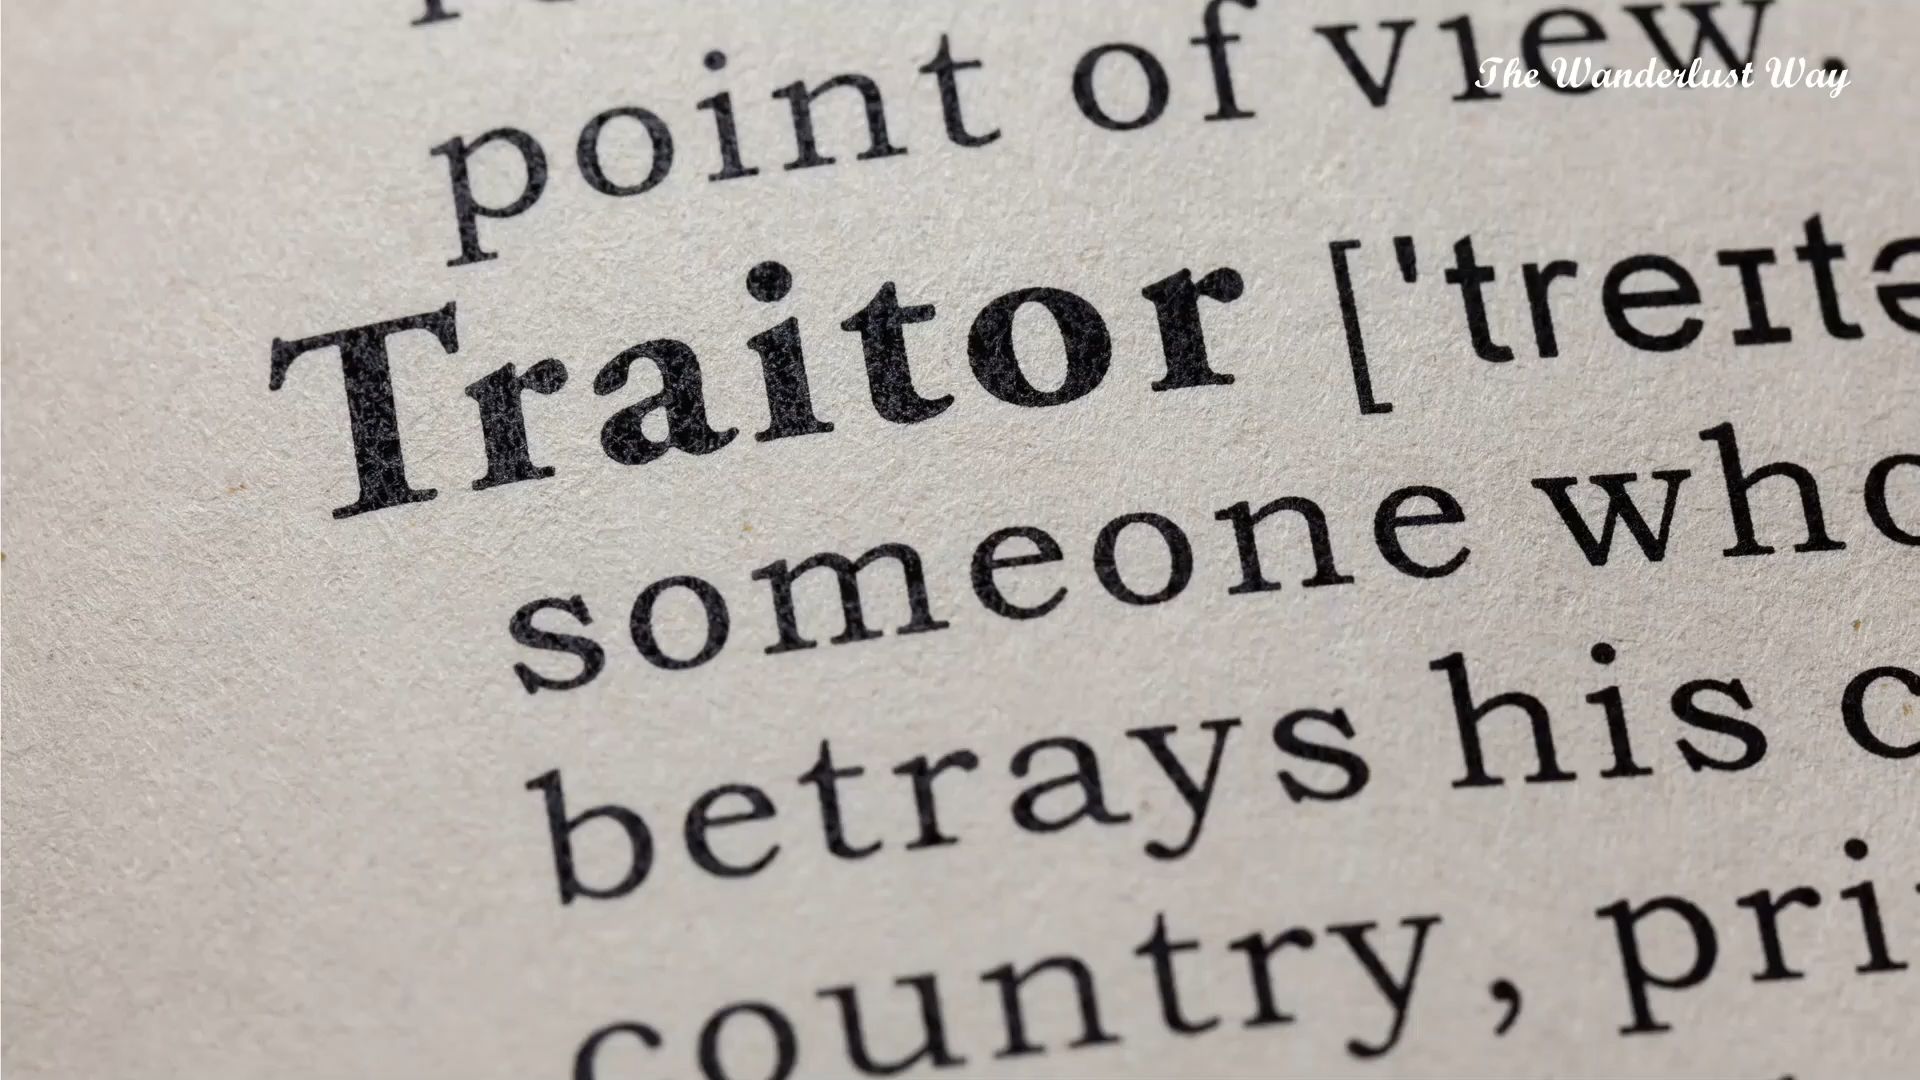 point of view.
The Wanderlust Way
Traitor ['treɪtə
someone who
betrays his c
country, pri